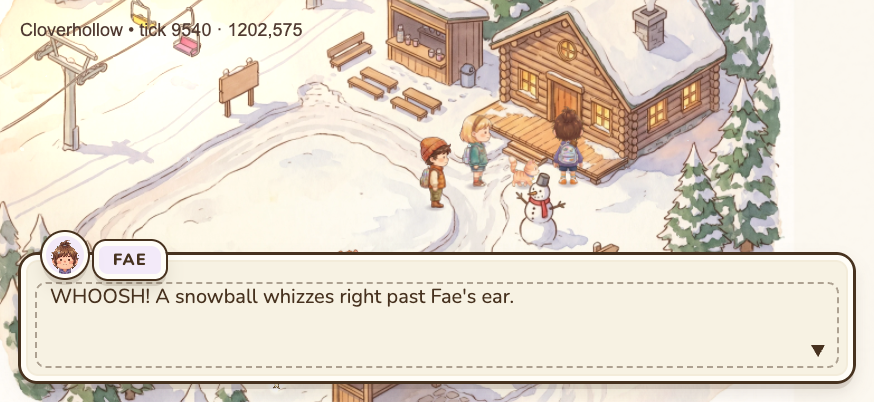 Cloverhollow • tick 9540 · 1202,575
FAE
WHOOSH! A snowball whizzes right past Fae's ear.